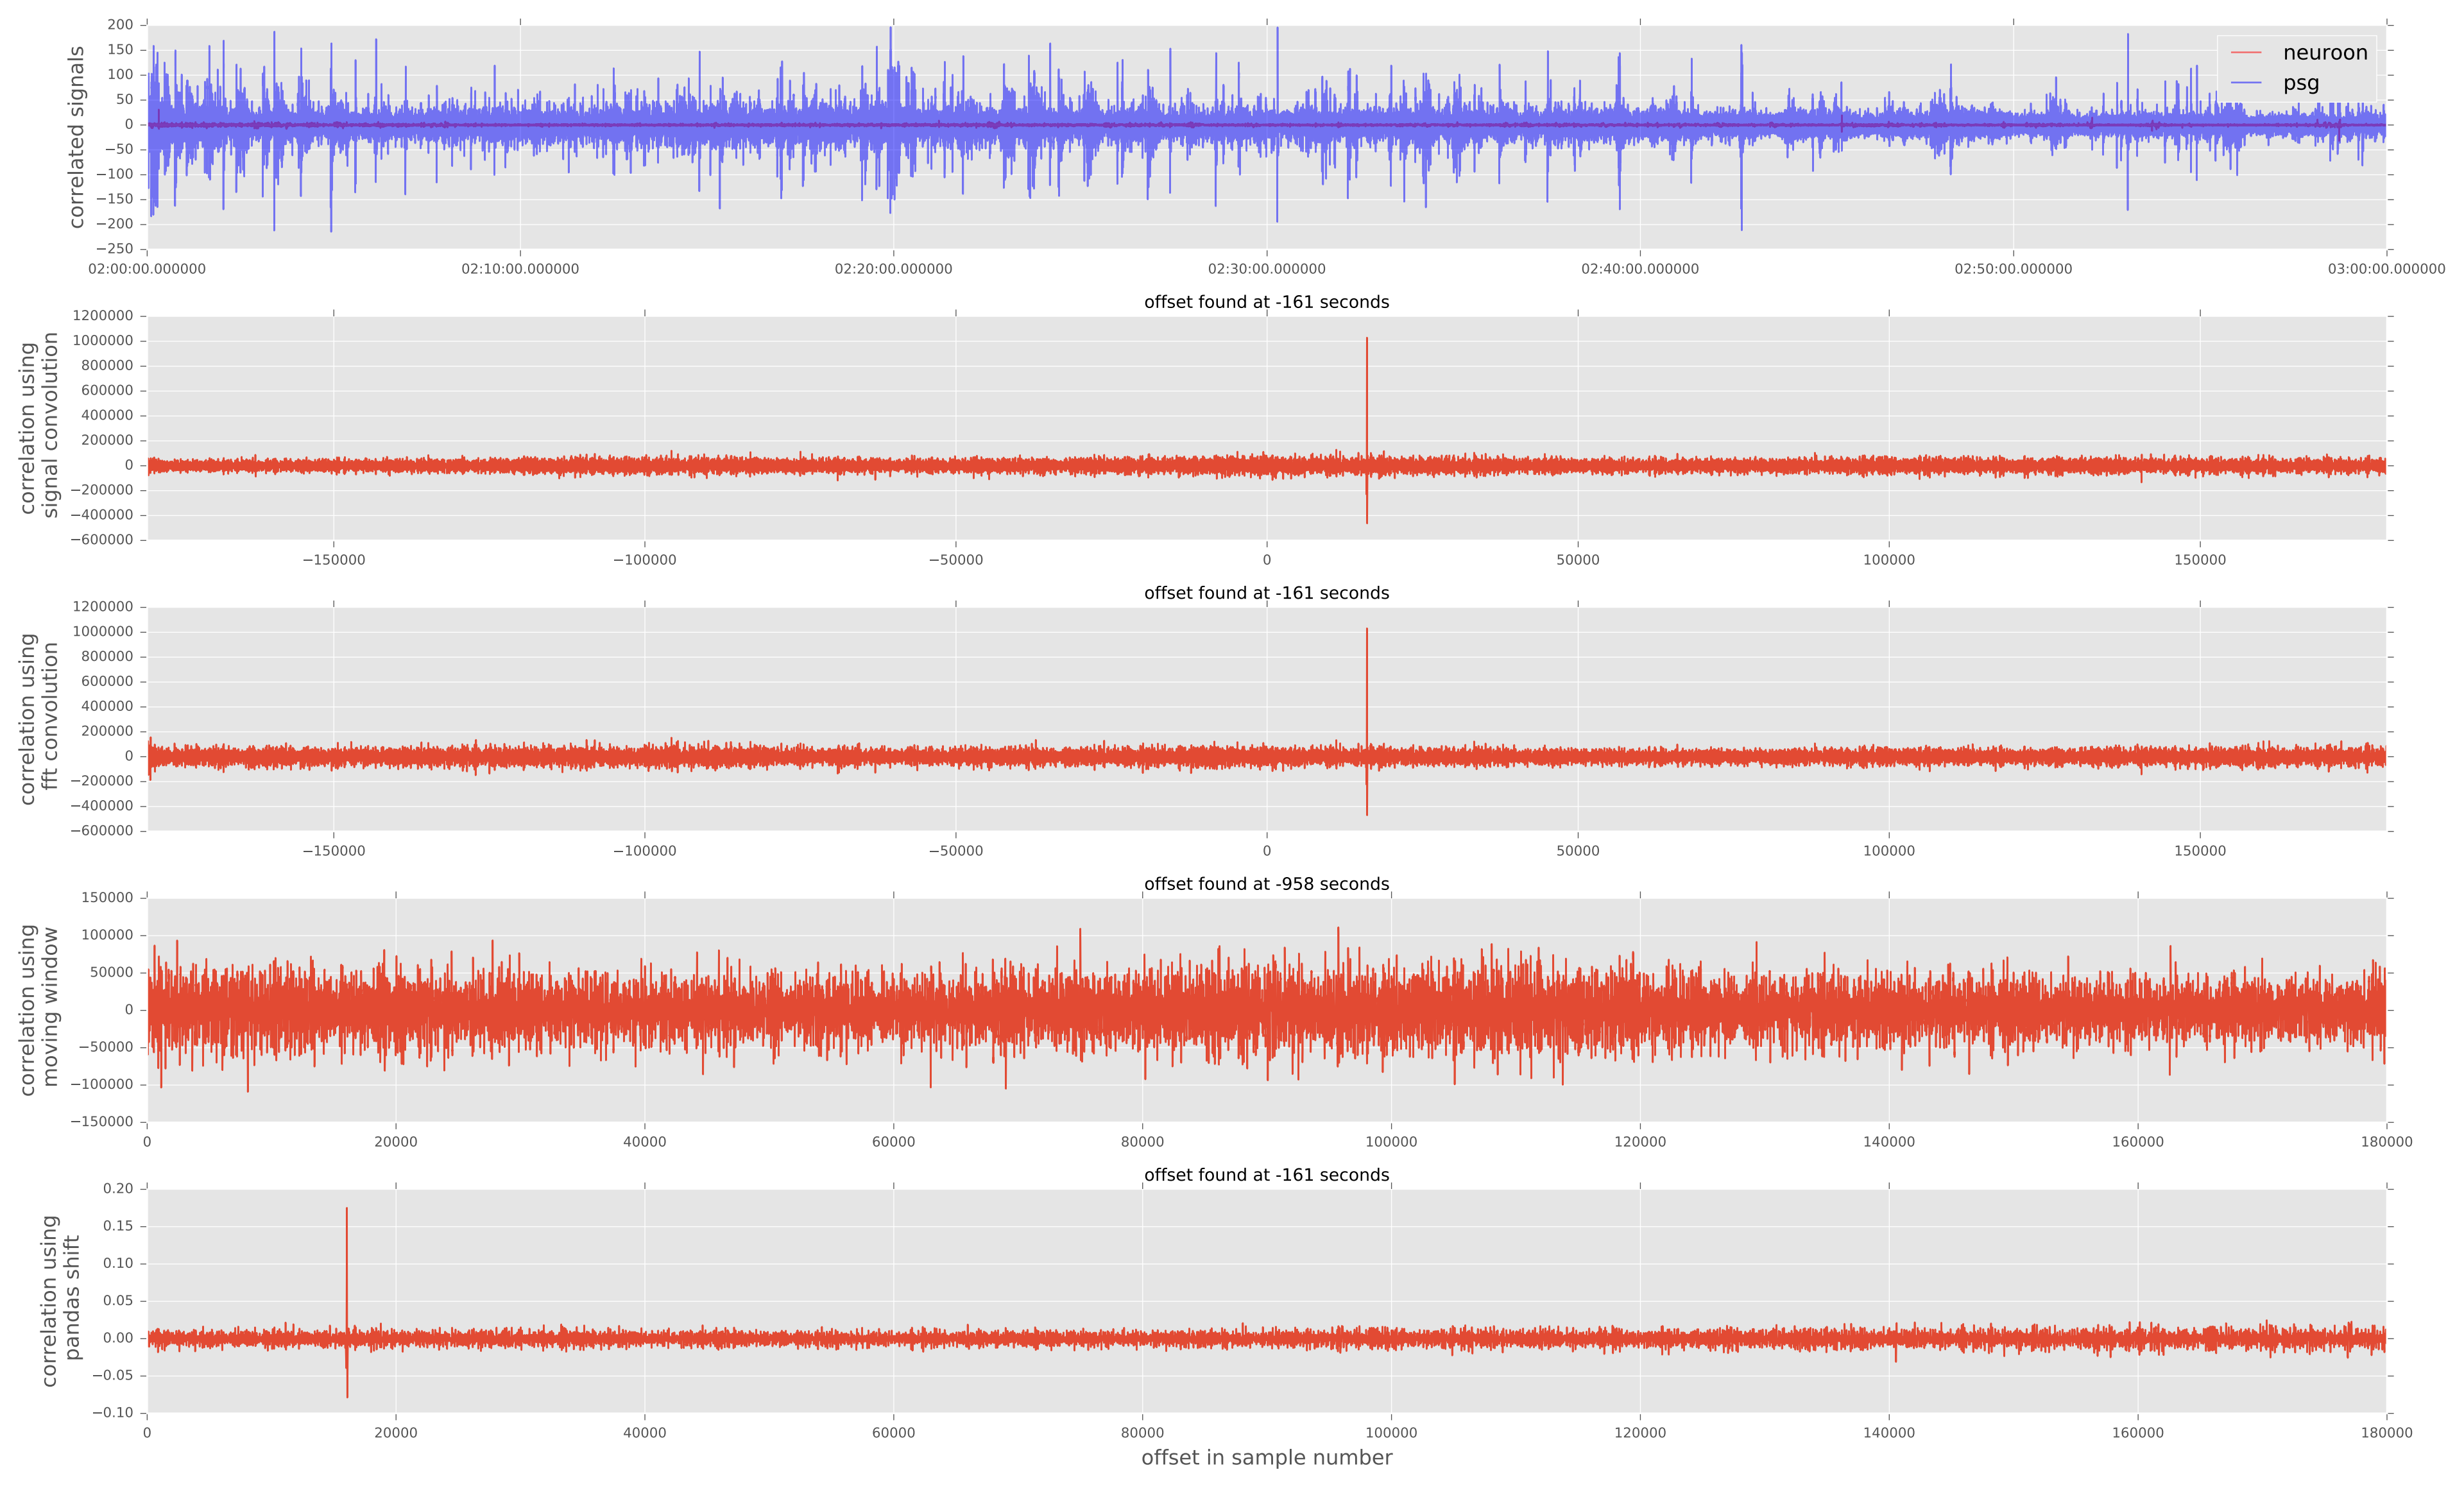 correlated signals
200
150
100
50
0
−50
−100
−150
−200
−250
neuroon
psg
02:00:00.000000 02:10:00.000000 02:20:00.000000 02:30:00.000000 02:40:00.000000 02:50:00.000000 03:00:00.000000
offset found at -161 seconds
correlation using
signal convolution
1200000
1000000
800000
600000
400000
200000
0
−200000
−400000
−600000
−150000 −100000 −50000 0 50000 100000 150000
offset found at -161 seconds
correlation using
fft convolution
1200000
1000000
800000
600000
400000
200000
0
−200000
−400000
−600000
−150000 −100000 −50000 0 50000 100000 150000
offset found at -958 seconds
correlation using
moving window
150000
100000
50000
0
−50000
−100000
−150000
0 20000 40000 60000 80000 100000 120000 140000 160000 180000
offset found at -161 seconds
correlation using
pandas shift
0.20
0.15
0.10
0.05
0.00
−0.05
−0.10
0 20000 40000 60000 80000 100000 120000 140000 160000 180000
offset in sample number